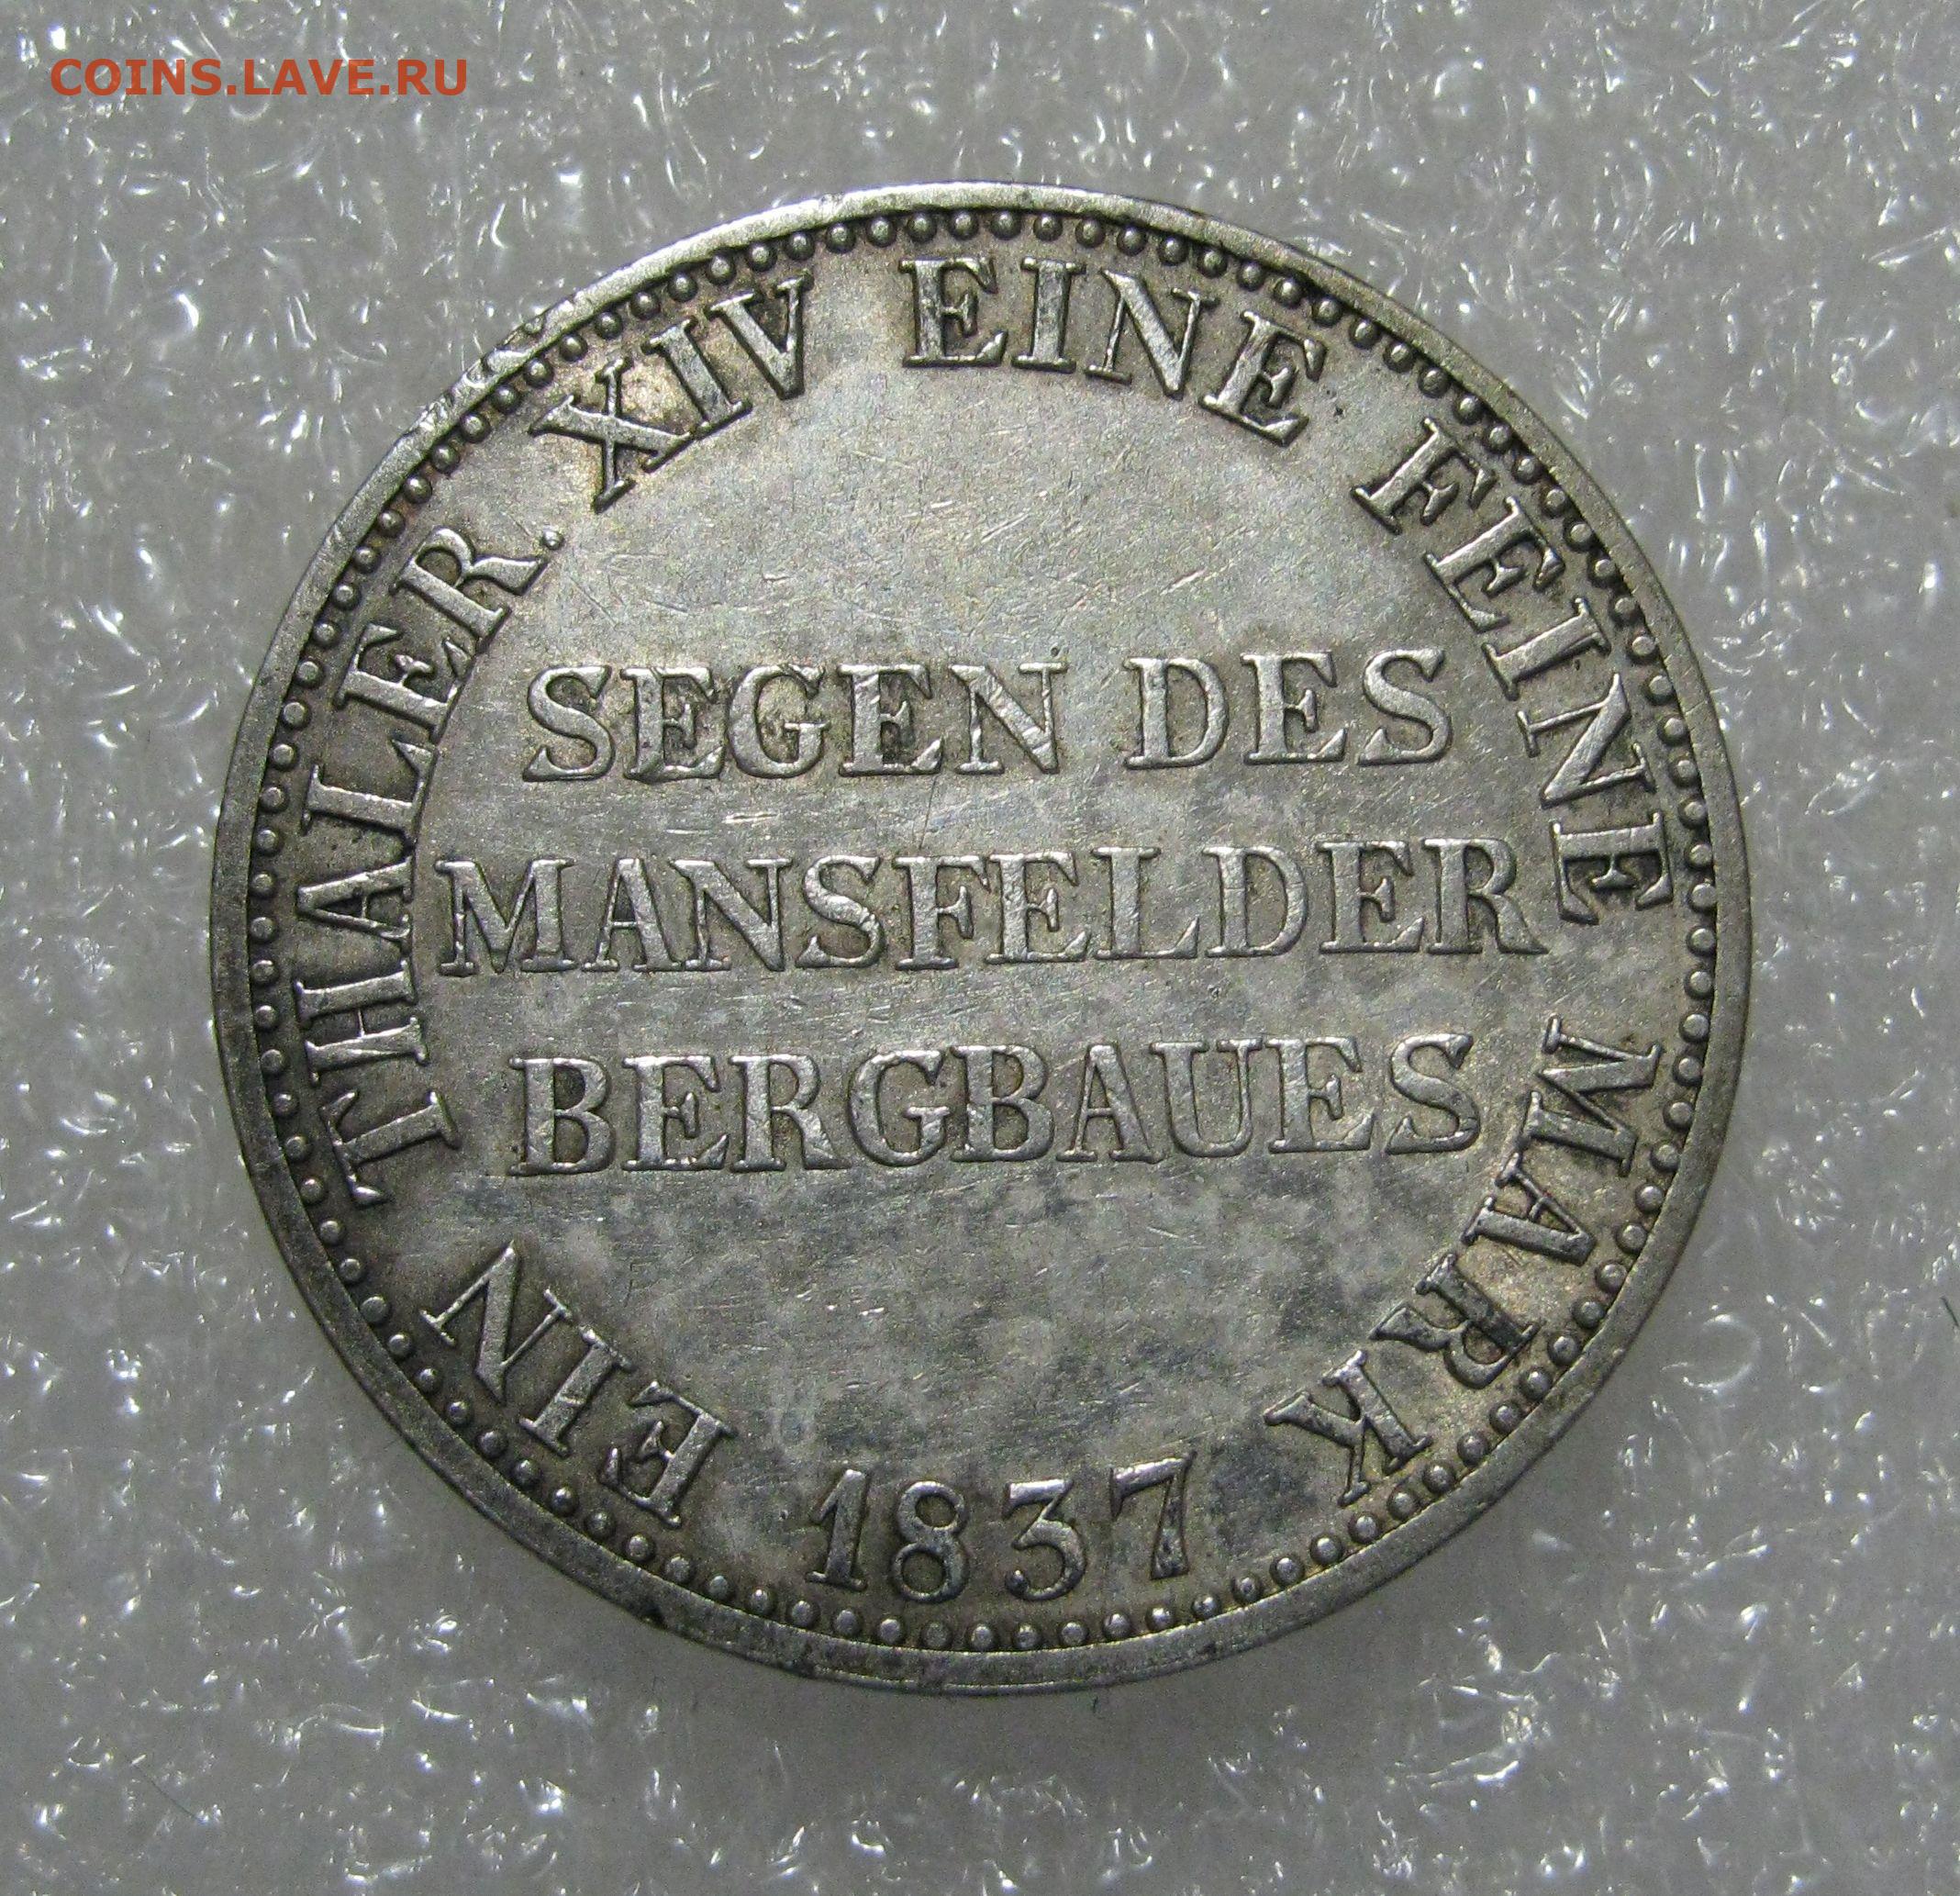 COINS.LAVE.RU
EIN THALER. XIV EINE FEINE MARK
SEGEN DES
MANSFELDER
BERGBAUES
1837